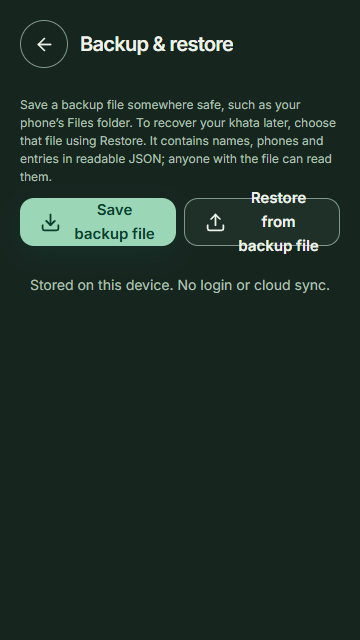 Backup & restore
Save a backup file somewhere safe, such as your
phone's Files folder. To recover your khata later, choose
that file using Restore. It contains names, phones and
entries in readable JSON; anyone with the file can read
them.
Save
backup file
Restore
from
backup file
Stored on this device. No login or cloud sync.